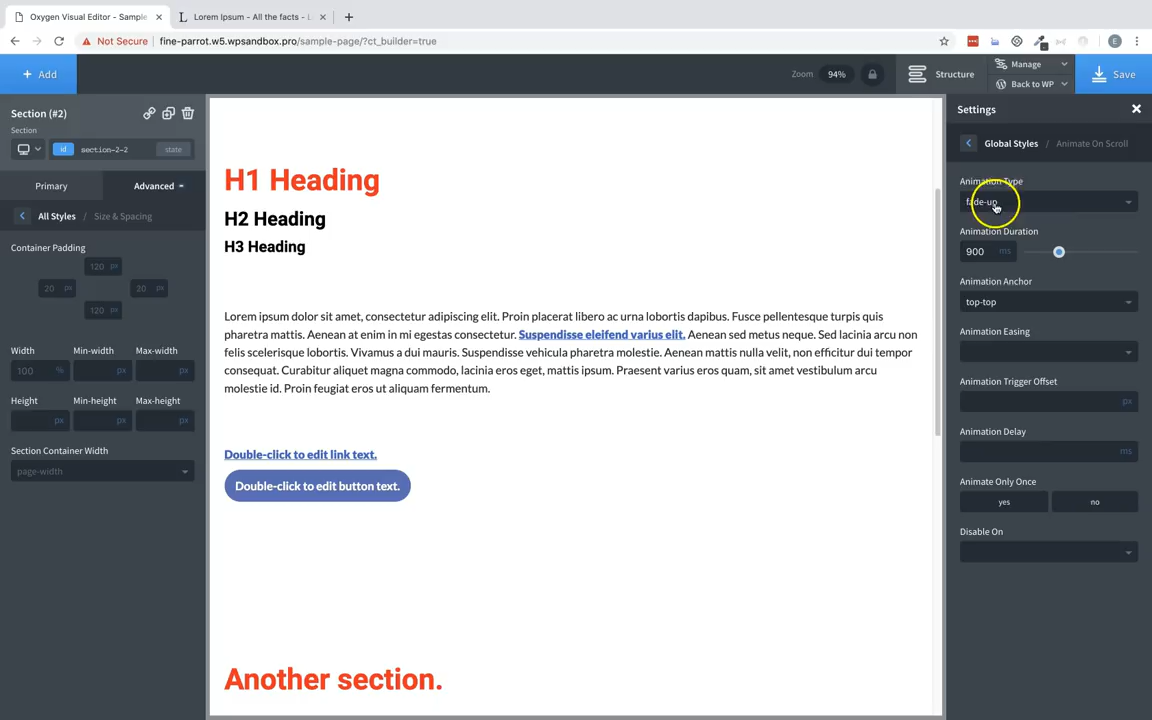 Oxygen Visual Editor - Sample
Lorem Ipsum - All the facts - L
Not Secure
fine-parrot.w5.wpsandbox.pro/sample-page/?ct_builder=true
E
+ Add
Zoom 94%
Structure
Manage
Back to WP
Save
Section (#2)
Section
id section-2-2 state
Primary
Advanced
All Styles / Size & Spacing
Container Padding
120 px
20 px
20 px
120 px
Width Min-width Max-width
100 % px px
Height Min-height Max-height
px px px
Section Container Width
page-width
H1 Heading
H2 Heading
H3 Heading
Lorem ipsum dolor sit amet, consectetur adipiscing elit. Proin placerat libero ac urna lobortis dapibus. Fusce pellentesque turpis quis
pharetra mattis. Aenean at enim in mi egestas consectetur. Suspendisse eleifend varius elit. Aenean sed metus neque. Sed lacinia arcu non
felis scelerisque lobortis. Vivamus a dui mauris. Suspendisse vehicula pharetra molestie. Aenean mattis nulla velit, non efficitur dui tempor
consequat. Curabitur aliquet magna commodo, lacinia eros eget, mattis ipsum. Praesent varius eros quam, sit amet vestibulum arcu
molestie id. Proin feugiat eros ut aliquam fermentum.
Double-click to edit link text.
Double-click to edit button text.
Another section.
Settings
Global Styles / Animate On Scroll
Animation Type
fade-up
Animation Duration
900 ms
Animation Anchor
top-top
Animation Easing
Animation Trigger Offset
px
Animation Delay
ms
Animate Only Once
yes no
Disable On